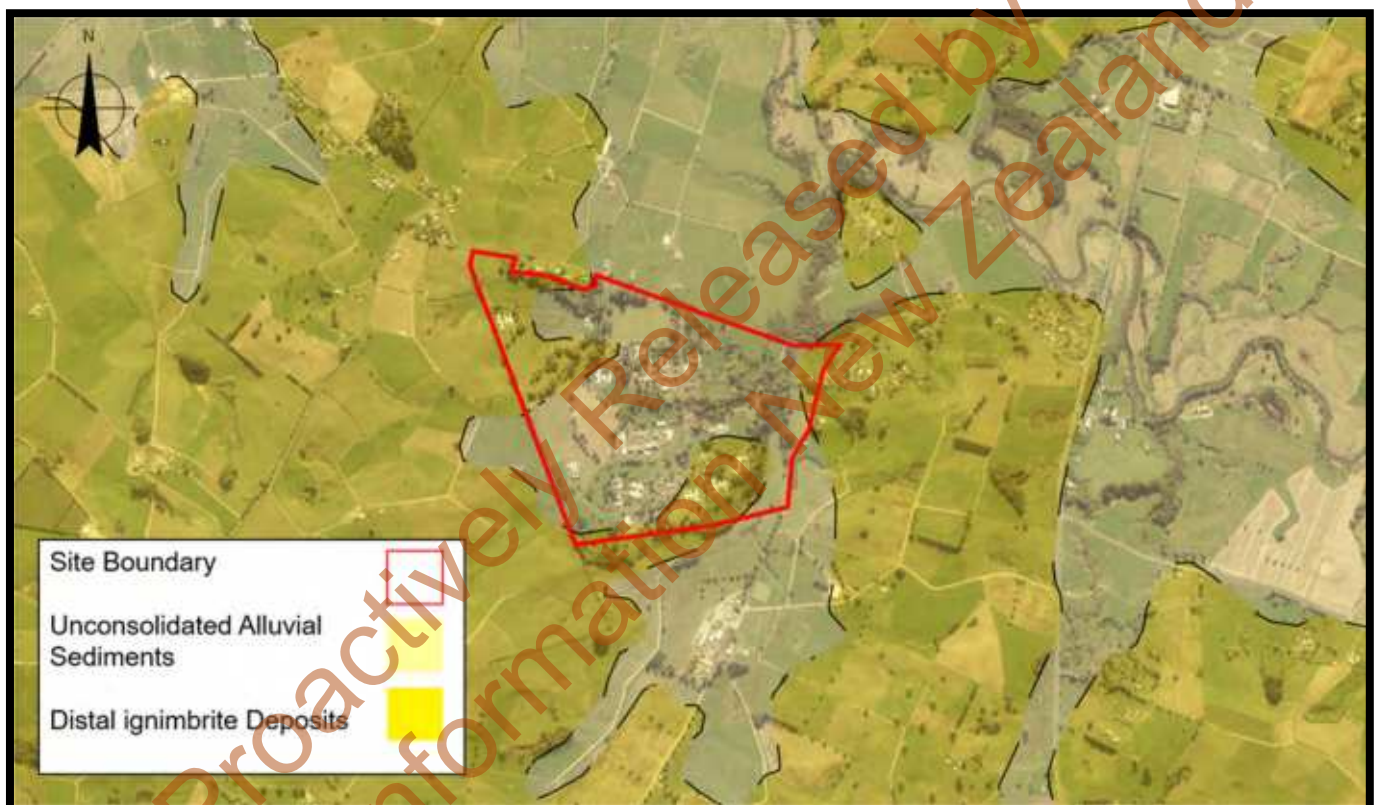 N
Site Boundary
Unconsolidated Alluvial
Sediments
Distal ignimbrite Deposits
Proactively Released by
Information New Zealand